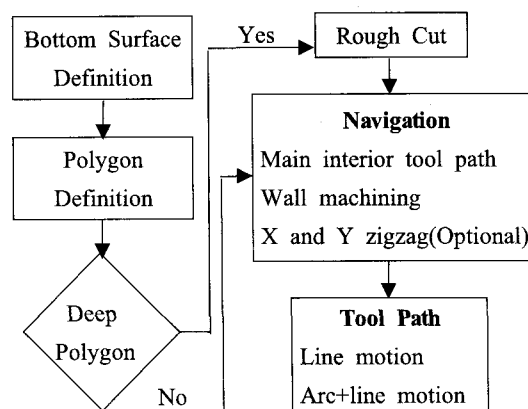 Bottom Surface
Definition
Polygon
Definition
Deep
Polygon
Yes
No
Rough Cut
Navigation
Main interior tool path
Wall machining
X and Y zigzag(Optional)
Tool Path
Line motion
Arc+line motion